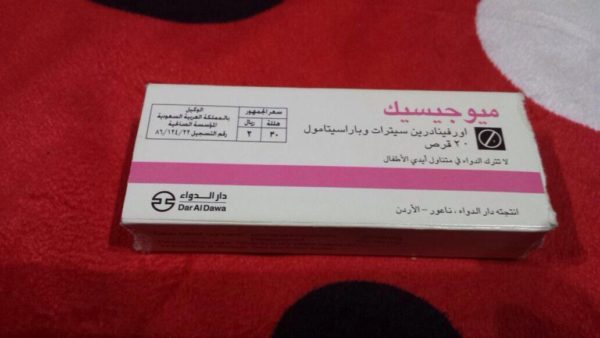 ميوجيسيك
اورفينادرين سيترات وباراسيتامول
٢٠ قرص
لا تترك الدواء في متناول أيدي الأطفال
انتجته دار الدواء ، ناعور - الأردن
سعر الجمهور
هللة ريال
٣٠ ٢
الوكيل
بالمملكة العربية السعودية
المؤسسة الصناعية
رقم التسجيل ٨٦/١٢٤/٢٢
دار الدواء
Dar Al Dawa